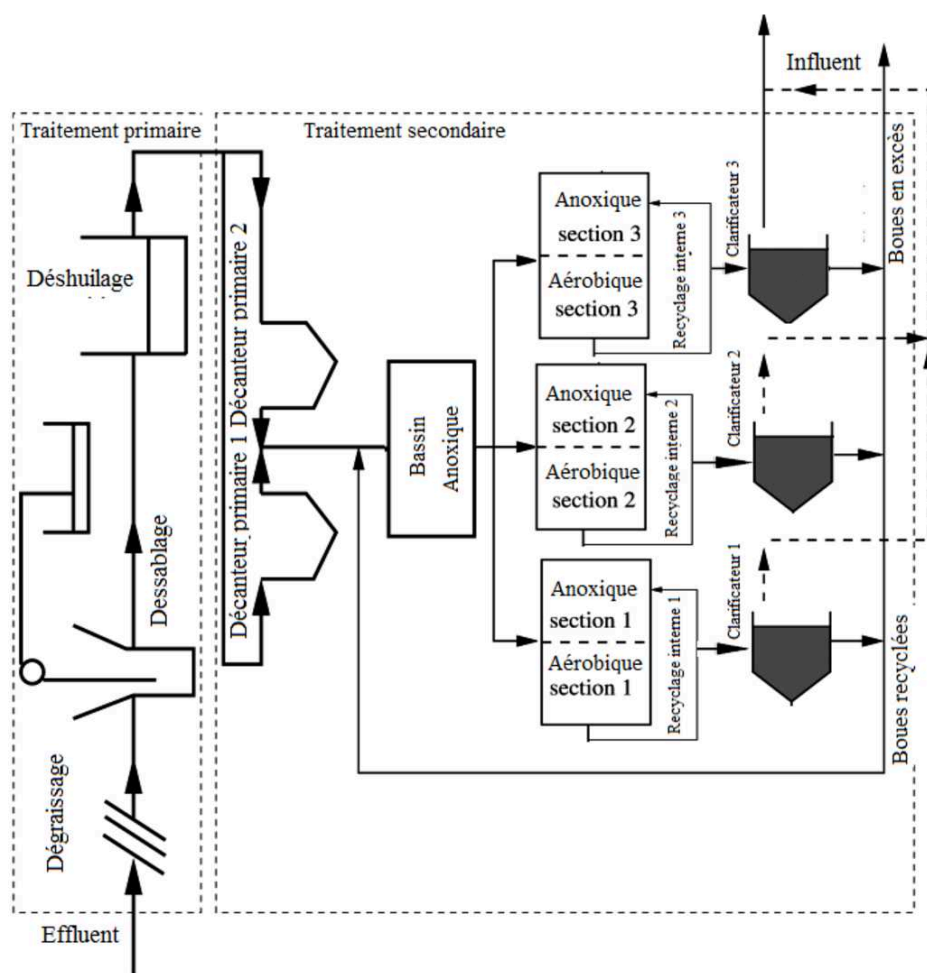 Influent
Traitement primaire
Traitement secondaire
Déshuilage
Dessablage
Dégraissage
Effluent
Décanteur primaire 1
Décanteur primaire 2
Bassin
Anoxique
Anoxique
section 3
Aérobique
section 3
Recyclage interne 3
Clarificateur 3
Anoxique
section 2
Aérobique
section 2
Recyclage interne 2
Clarificateur 2
Anoxique
section 1
Aérobique
section 1
Recyclage interne 1
Clarificateur 1
Boues en excès
Boues recyclées